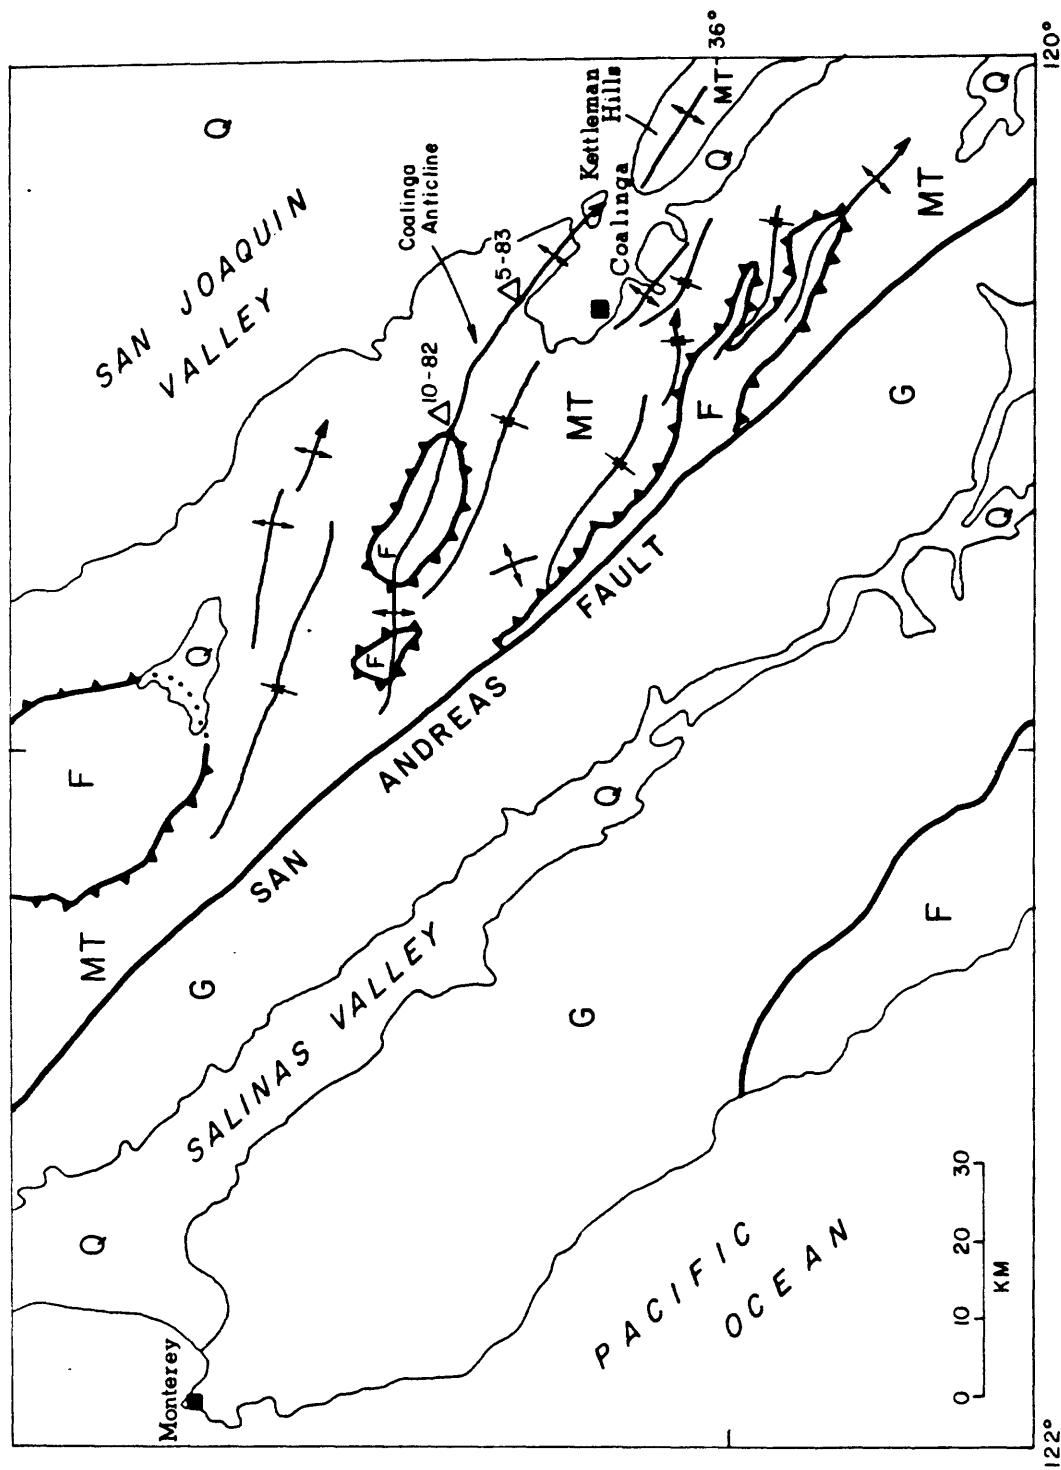 SAN JOAQUIN
VALLEY
Q
Coalinga
Anticline
5-83
10-82
Kettleman
Hills
Coalinga
36°
MT
Q
Q
MT
MT
F
F
F
Q
F
MT
SAN
ANDREAS
FAULT
G
G
G
Q
Q
SALINAS VALLEY
Q
F
Monterey
PACIFIC
OCEAN
0 10 20 30
KM
122°
120°